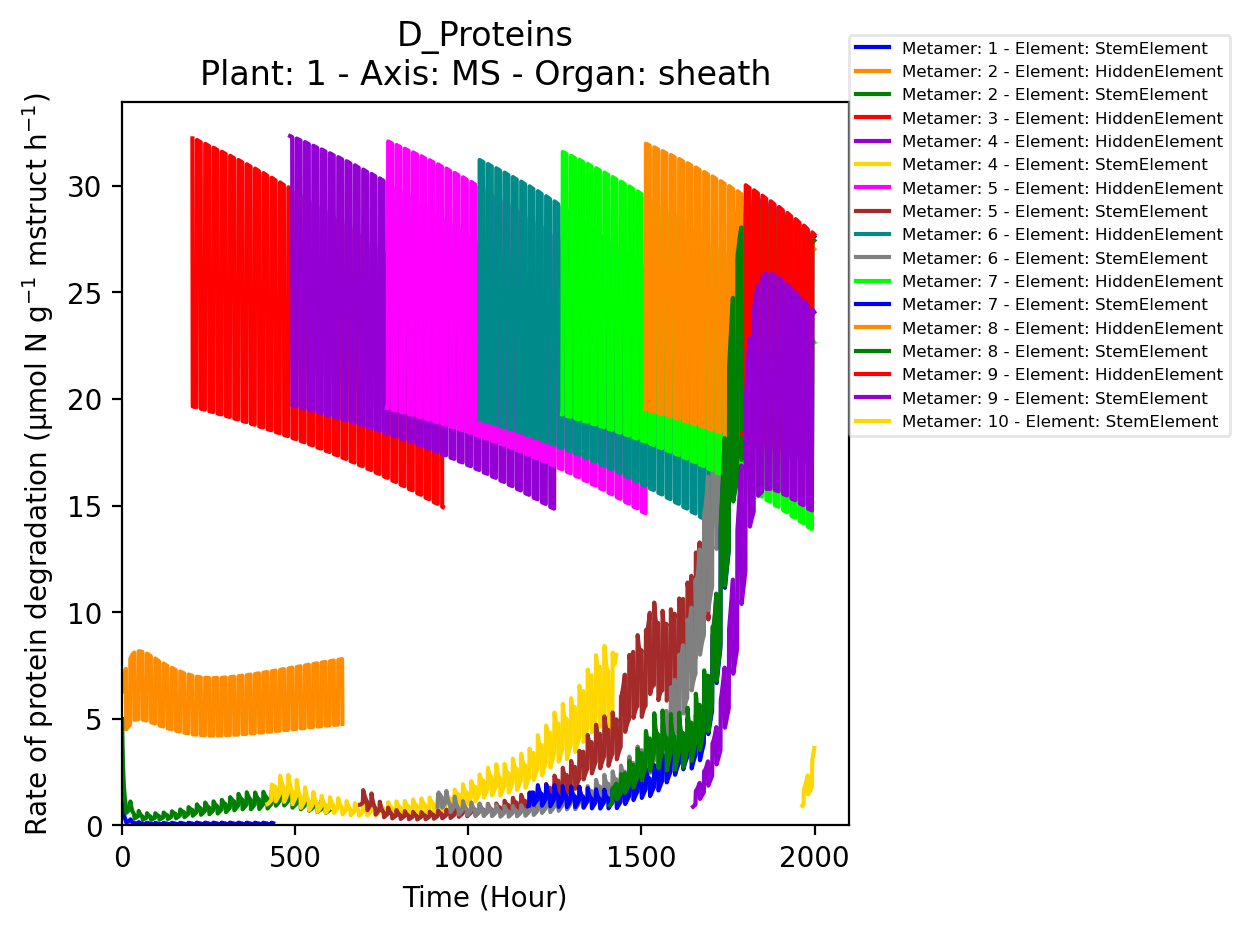 D_Proteins
Plant: 1 - Axis: MS - Organ: sheath
Rate of protein degradation (µmol N g⁻¹ mstruct h⁻¹)
30
25
20
15
10
5
0
0 500 1000 1500 2000
Time (Hour)
Metamer: 1 - Element: StemElement
Metamer: 2 - Element: HiddenElement
Metamer: 2 - Element: StemElement
Metamer: 3 - Element: HiddenElement
Metamer: 4 - Element: HiddenElement
Metamer: 4 - Element: StemElement
Metamer: 5 - Element: HiddenElement
Metamer: 5 - Element: StemElement
Metamer: 6 - Element: HiddenElement
Metamer: 6 - Element: StemElement
Metamer: 7 - Element: HiddenElement
Metamer: 7 - Element: StemElement
Metamer: 8 - Element: HiddenElement
Metamer: 8 - Element: StemElement
Metamer: 9 - Element: HiddenElement
Metamer: 9 - Element: StemElement
Metamer: 10 - Element: StemElement